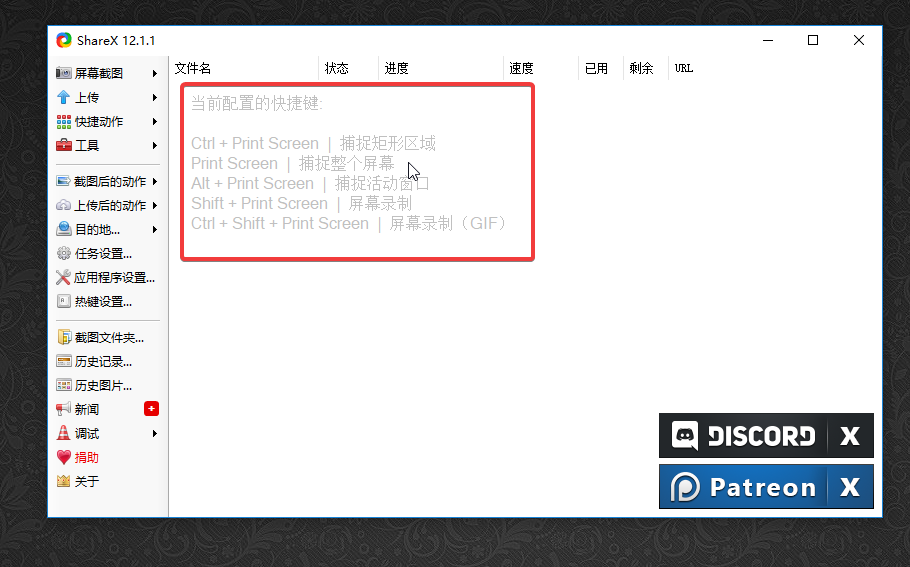 ShareX 12.1.1
屏幕截图
上传
快捷动作
工具
截图后的动作
上传后的动作
目的地...
任务设置...
应用程序设置...
热键设置...
截图文件夹...
历史记录...
历史图片...
新闻
调试
捐助
关于
文件名 状态 进度 速度 已用 剩余 URL
当前配置的快捷键:
Ctrl + Print Screen | 捕捉矩形区域
Print Screen | 捕捉整个屏幕
Alt + Print Screen | 捕捉活动窗口
Shift + Print Screen | 屏幕录制
Ctrl + Shift + Print Screen | 屏幕录制（GIF）
DISCORD X
Patreon X